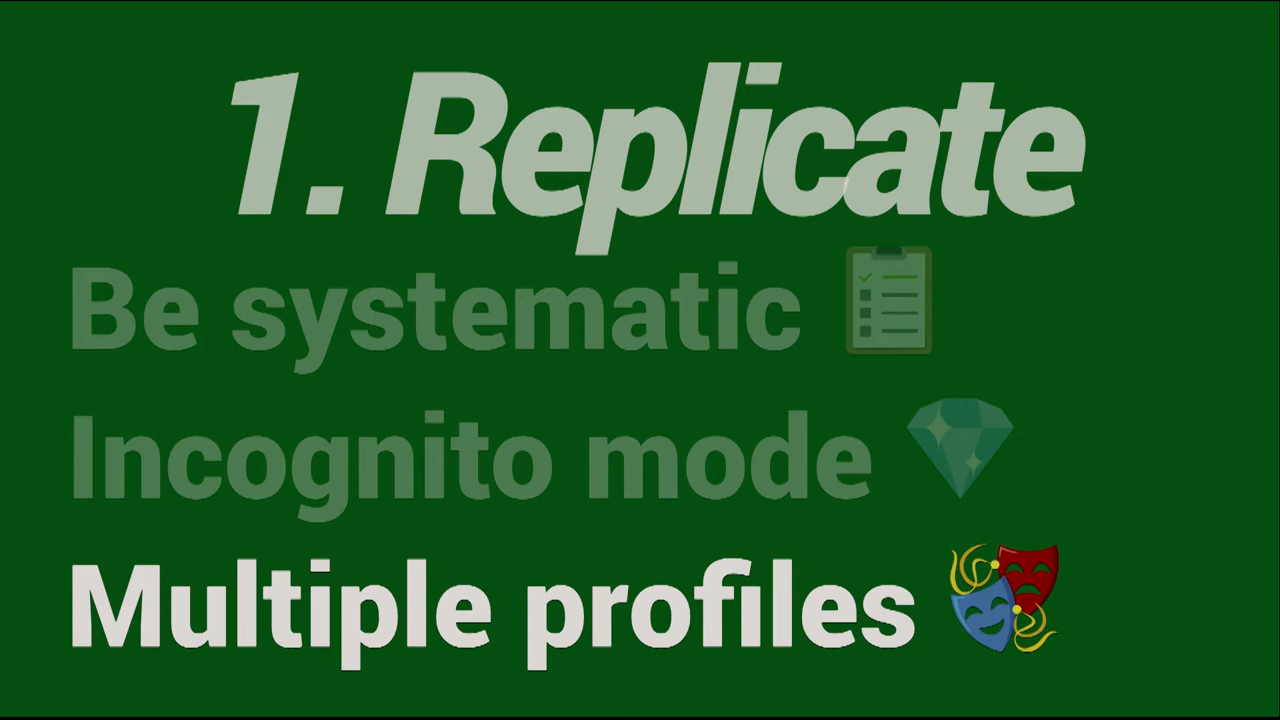 1. Replicate
Be systematic
Incognito mode
Multiple profiles